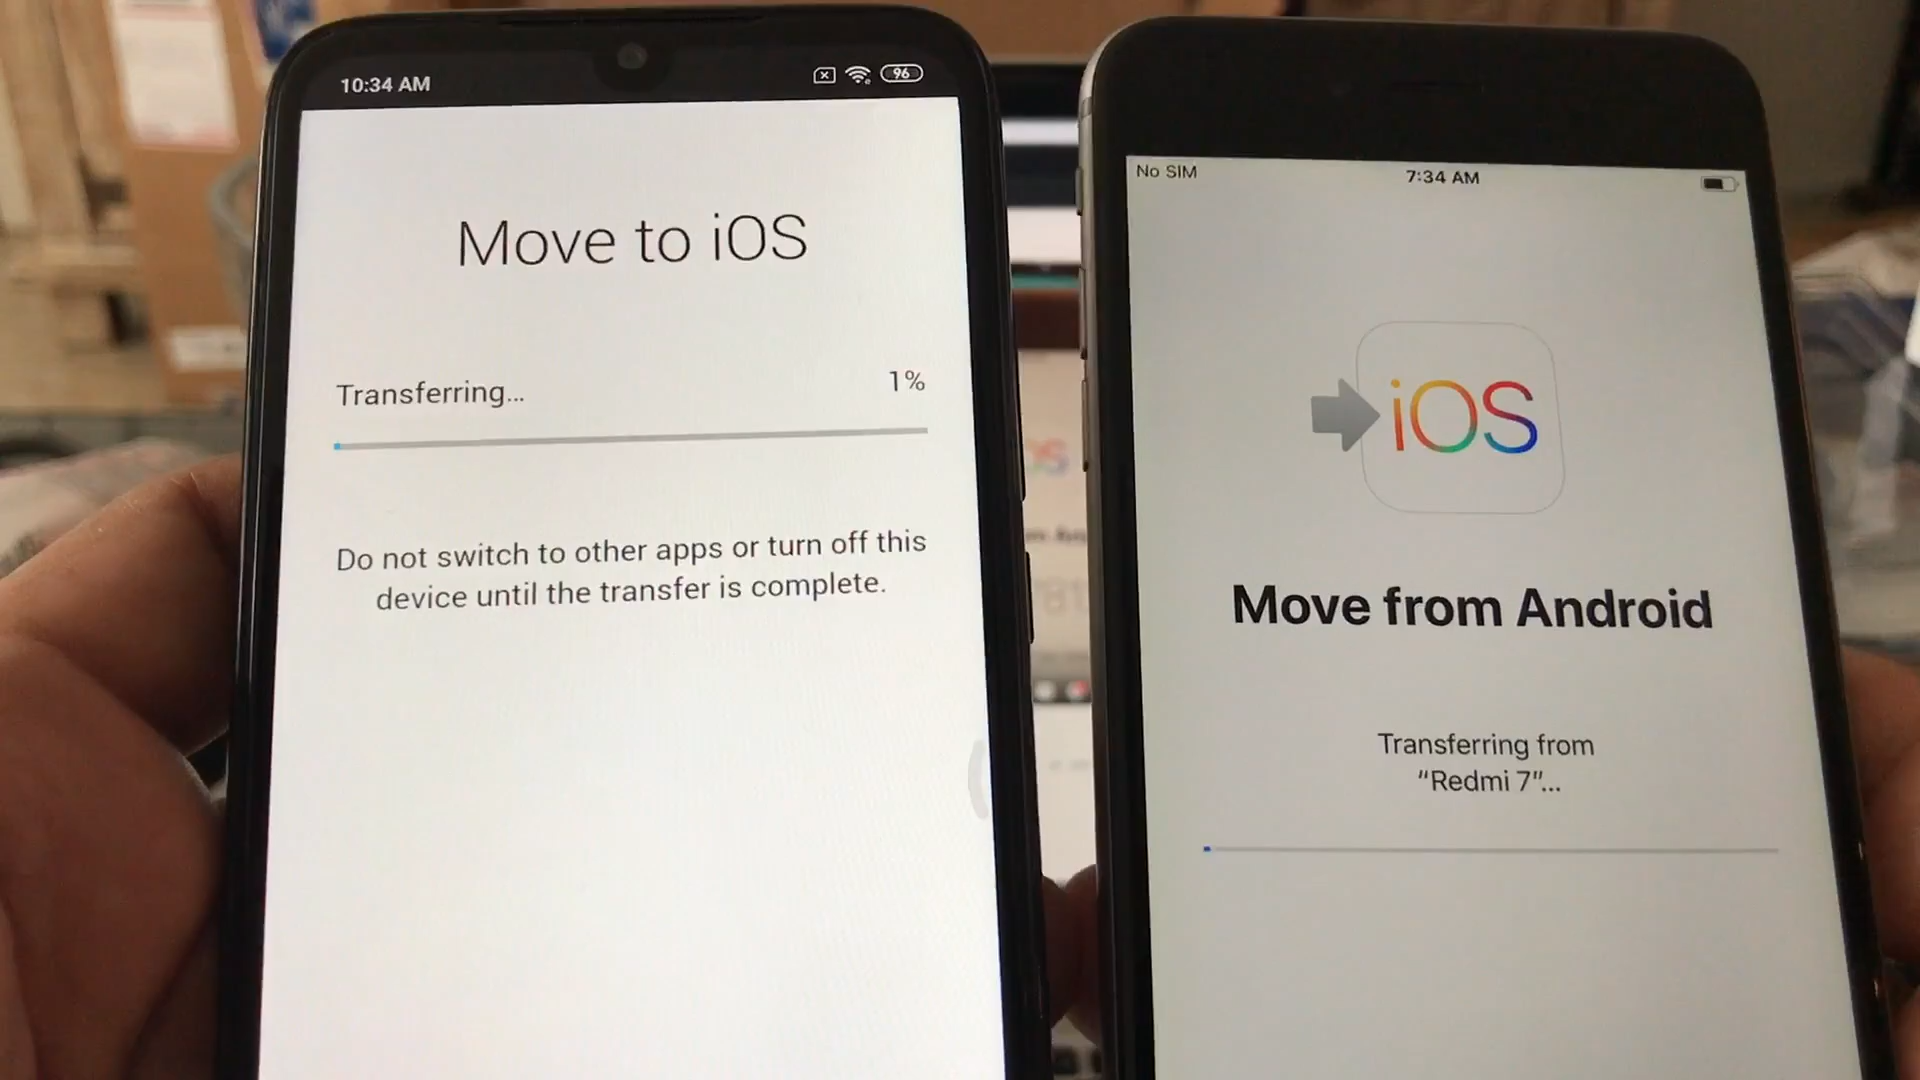 10:34 AM
96
Move to iOS
Transferring...
1%
Do not switch to other apps or turn off this
device until the transfer is complete.
No SIM
7:34 AM
iOS
Move from Android
Transferring from
“Redmi 7”...